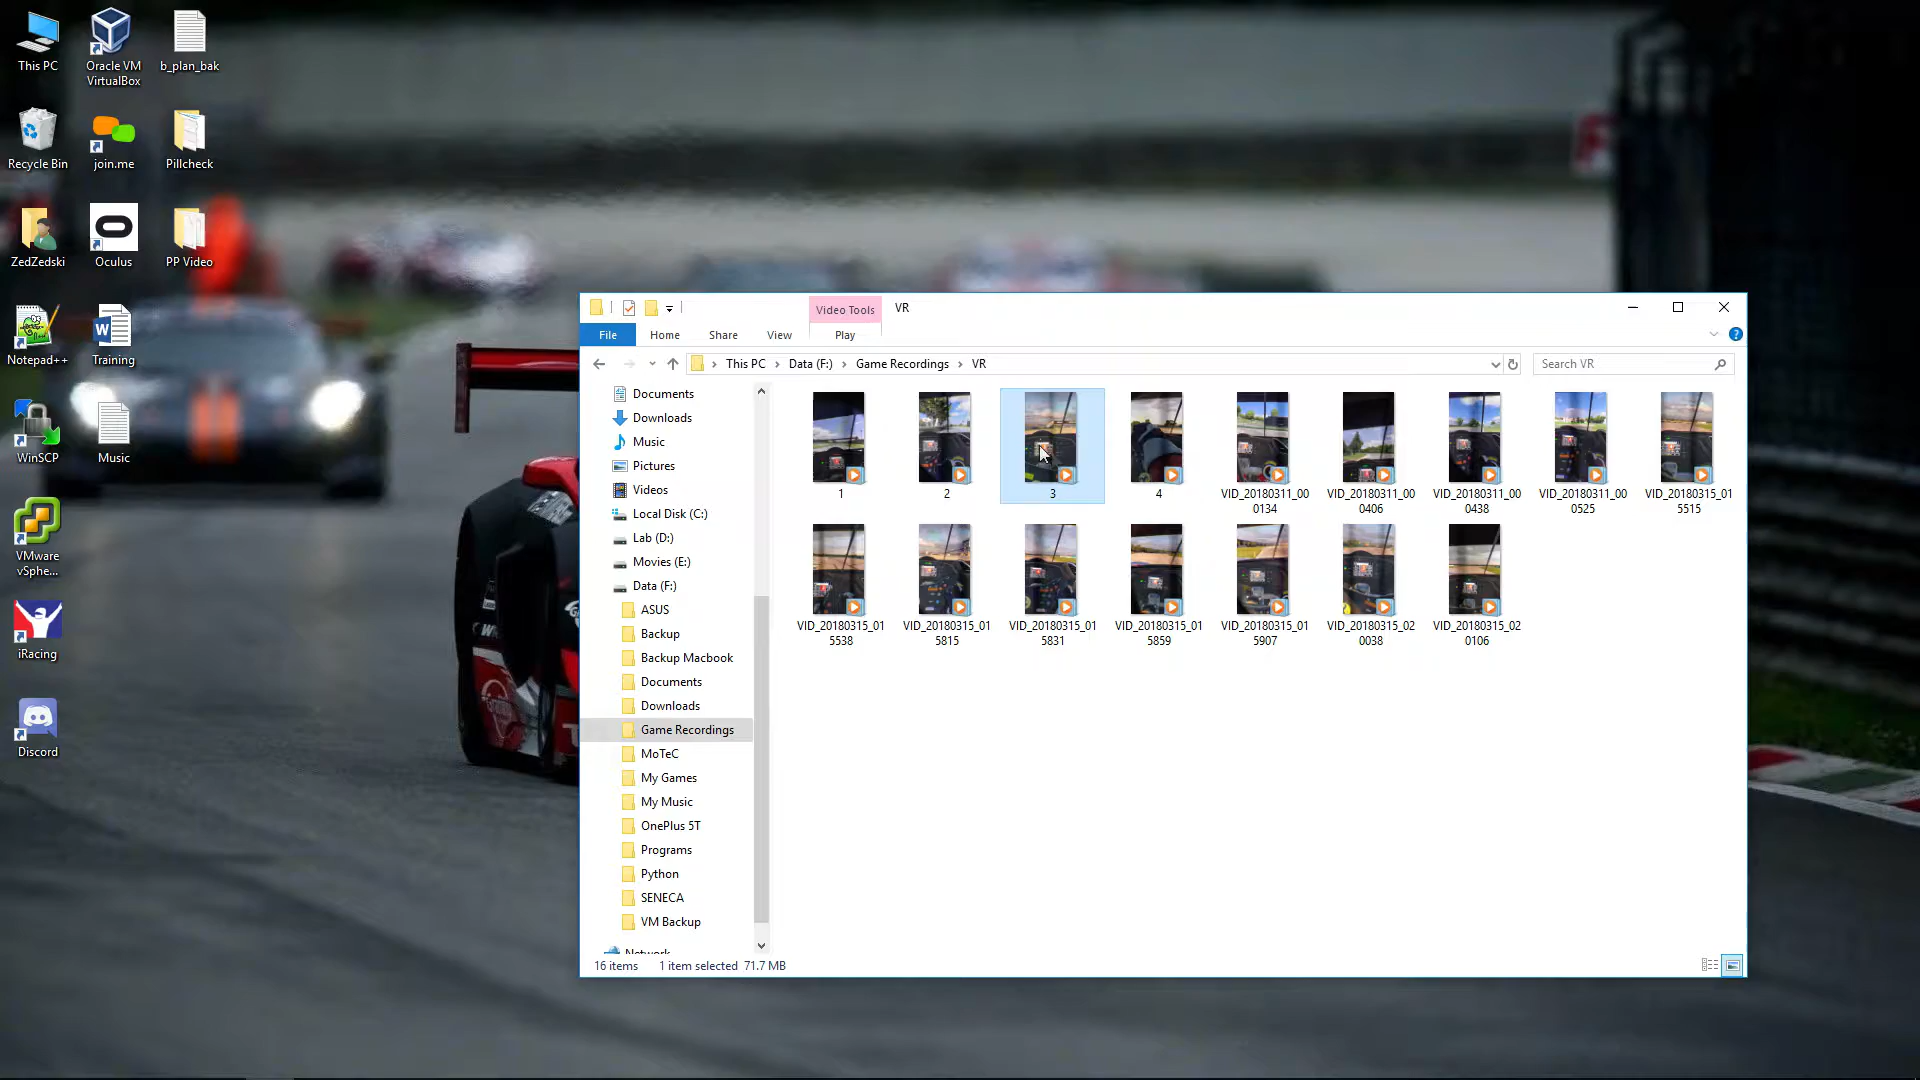 This PC
Oracle VM
VirtualBox
b_plan_bak
Recycle Bin
join.me
Pillcheck
ZedZedski
Oculus
PP Video
Notepad++
Training
WinSCP
Music
VMware
vSphe...
iRacing
Discord
Video Tools
VR
File
Home
Share
View
Play
This PC
Data (F:)
Game Recordings
VR
Search VR
Documents
Downloads
Music
Pictures
Videos
Local Disk (C:)
Lab (D:)
Movies (E:)
Data (F:)
ASUS
Backup
Backup Macbook
Documents
Downloads
Game Recordings
MoTeC
My Games
My Music
OnePlus 5T
Programs
Python
SENECA
VM Backup
Network
1
2
3
4
VID_20180311_00
0134
VID_20180311_00
0406
VID_20180311_00
0438
VID_20180311_00
0525
VID_20180315_01
5515
VID_20180315_01
5538
VID_20180315_01
5815
VID_20180315_01
5831
VID_20180315_01
5859
VID_20180315_01
5907
VID_20180315_02
0038
VID_20180315_02
0106
16 items
1 item selected 71.7 MB